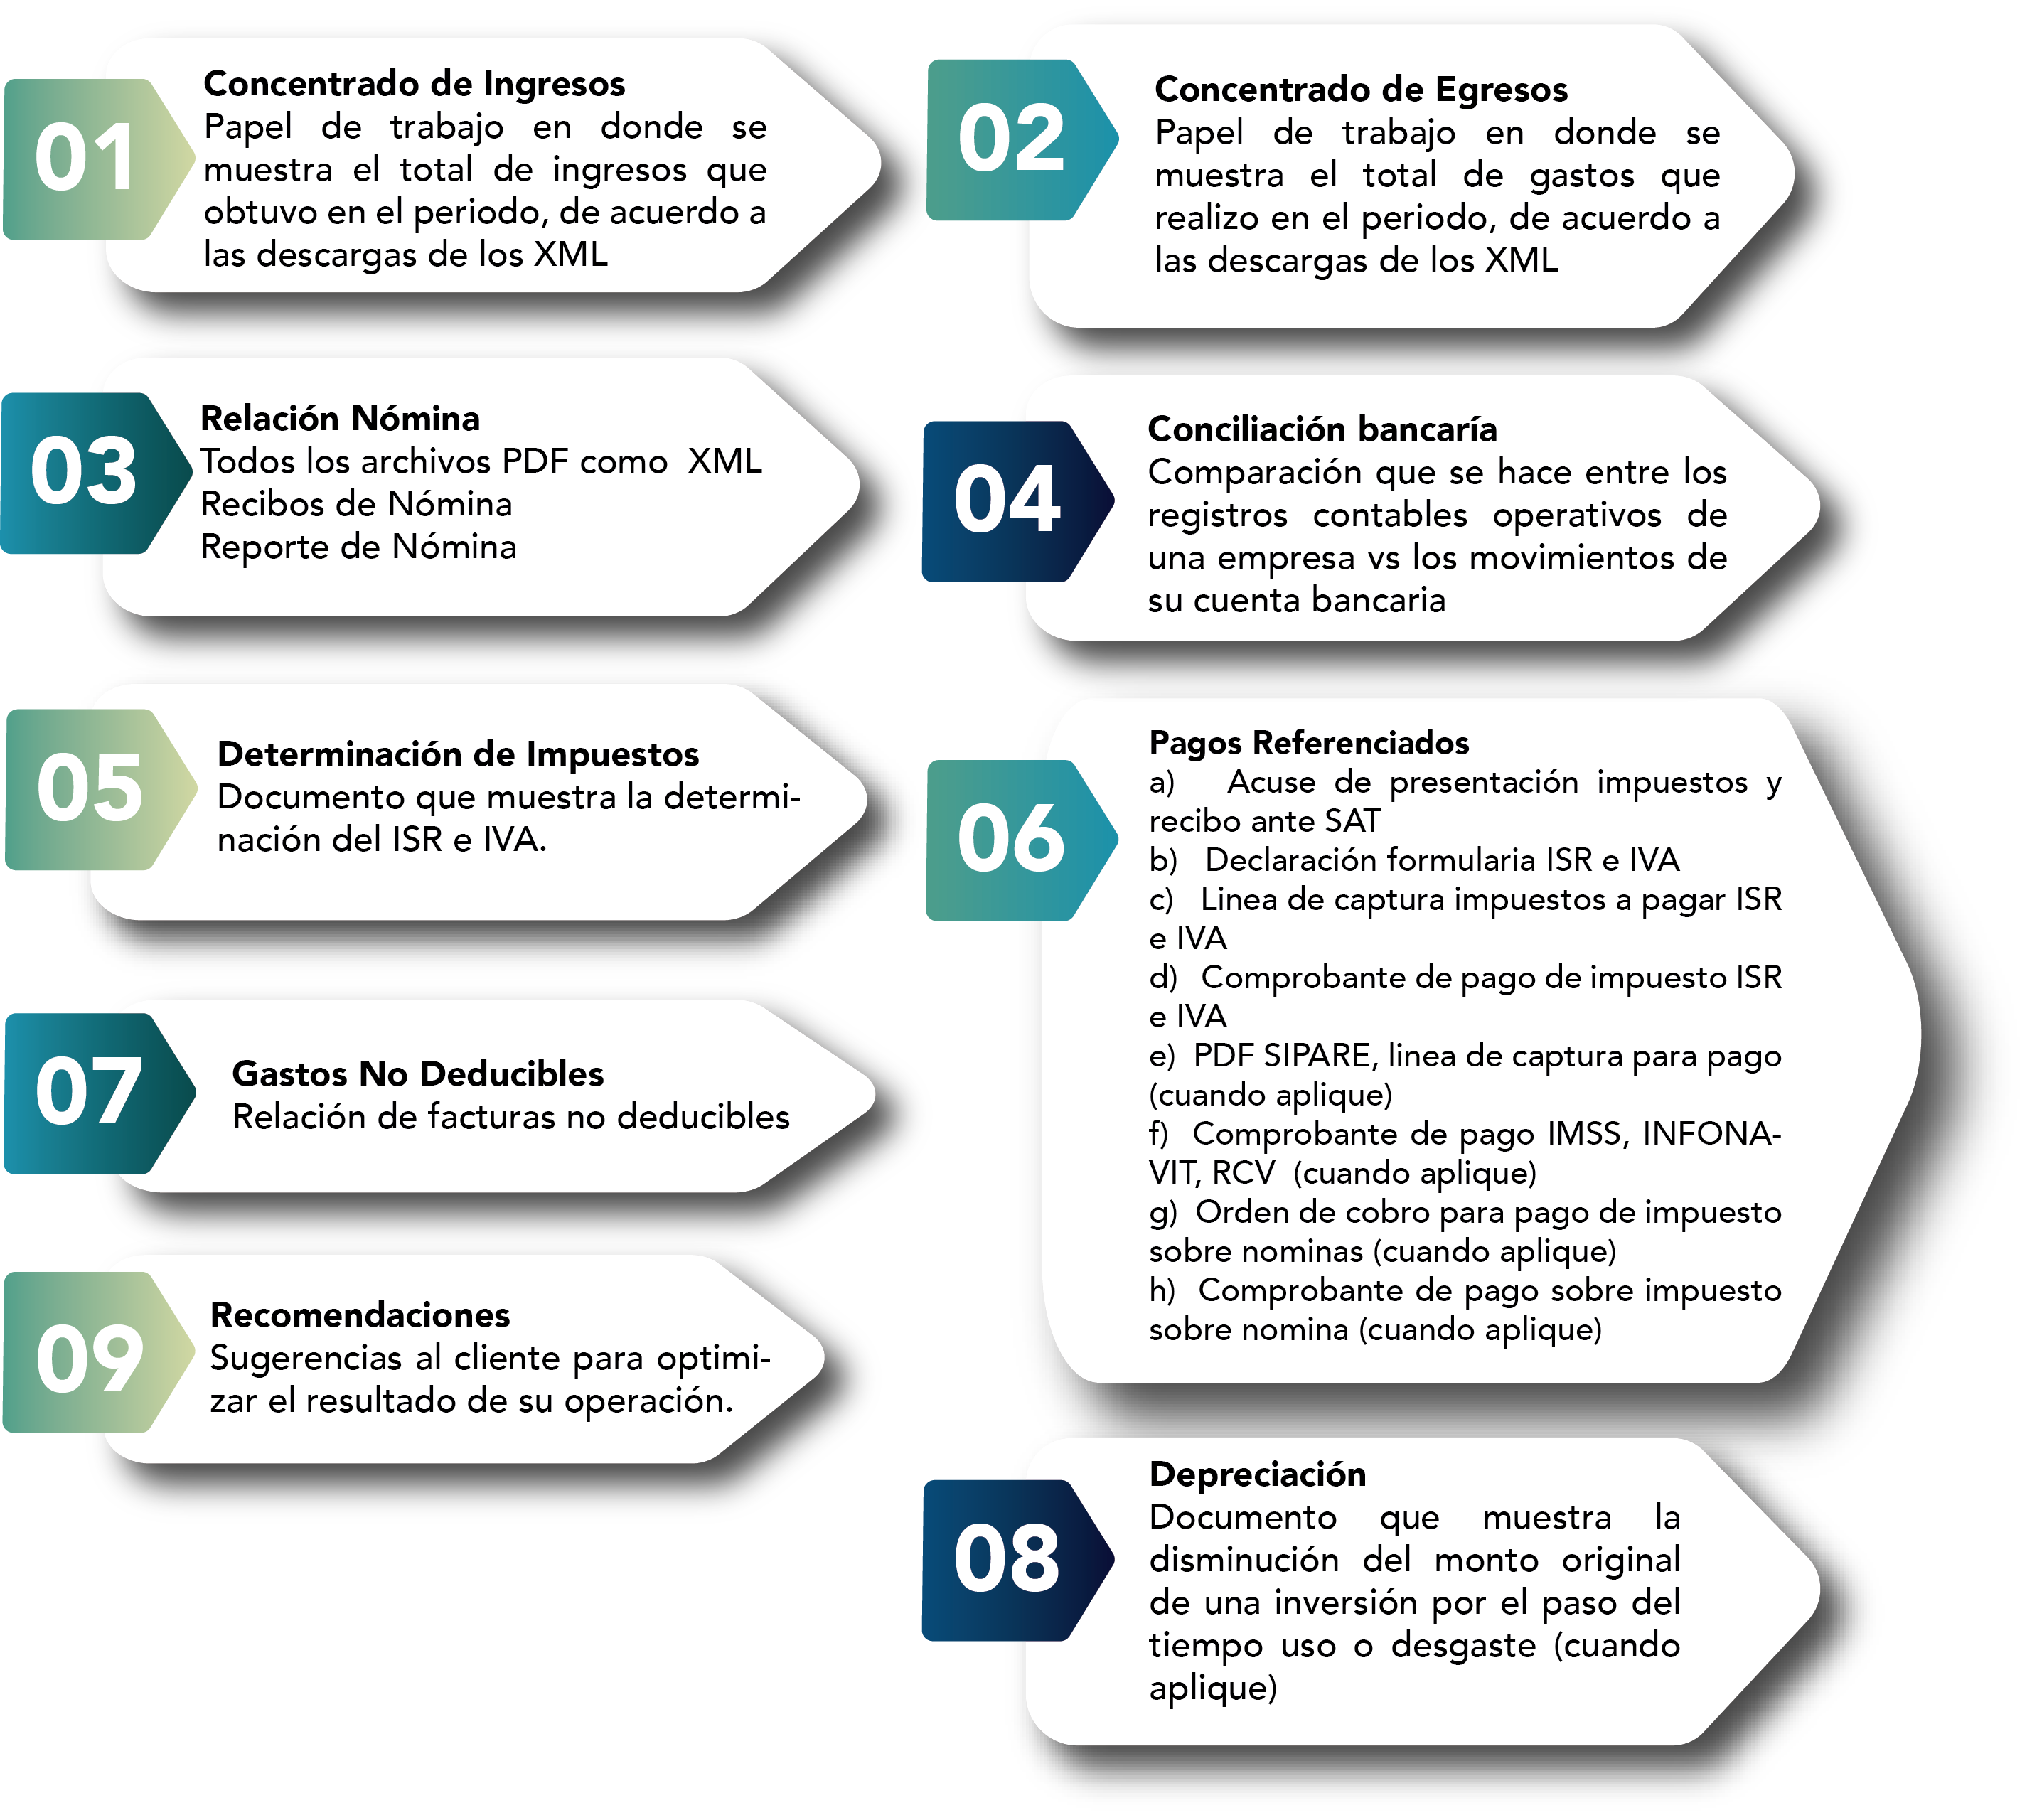 01
Concentrado de Ingresos
Papel de trabajo en donde se
muestra el total de ingresos que
obtuvo en el periodo, de acuerdo a
las descargas de los XML
02
Concentrado de Egresos
Papel de trabajo en donde se
muestra el total de gastos que
realizo en el periodo, de acuerdo a
las descargas de los XML
03
Relación Nómina
Todos los archivos PDF como XML
Recibos de Nómina
Reporte de Nómina
04
Conciliación bancaría
Comparación que se hace entre los
registros contables operativos de
una empresa vs los movimientos de
su cuenta bancaria
05
Determinación de Impuestos
Documento que muestra la determi-
nación del ISR e IVA.
06
Pagos Referenciados
a) Acuse de presentación impuestos y
recibo ante SAT
b) Declaración formularia ISR e IVA
c) Linea de captura impuestos a pagar ISR
e IVA
d) Comprobante de pago de impuesto ISR
e IVA
e) PDF SIPARE, linea de captura para pago
(cuando aplique)
f) Comprobante de pago IMSS, INFONA-
VIT, RCV (cuando aplique)
g) Orden de cobro para pago de impuesto
sobre nominas (cuando aplique)
h) Comprobante de pago sobre impuesto
sobre nomina (cuando aplique)
07
Gastos No Deducibles
Relación de facturas no deducibles
08
Depreciación
Documento que muestra la
disminución del monto original
de una inversión por el paso del
tiempo uso o desgaste (cuando
aplique)
09
Recomendaciones
Sugerencias al cliente para optimi-
zar el resultado de su operación.